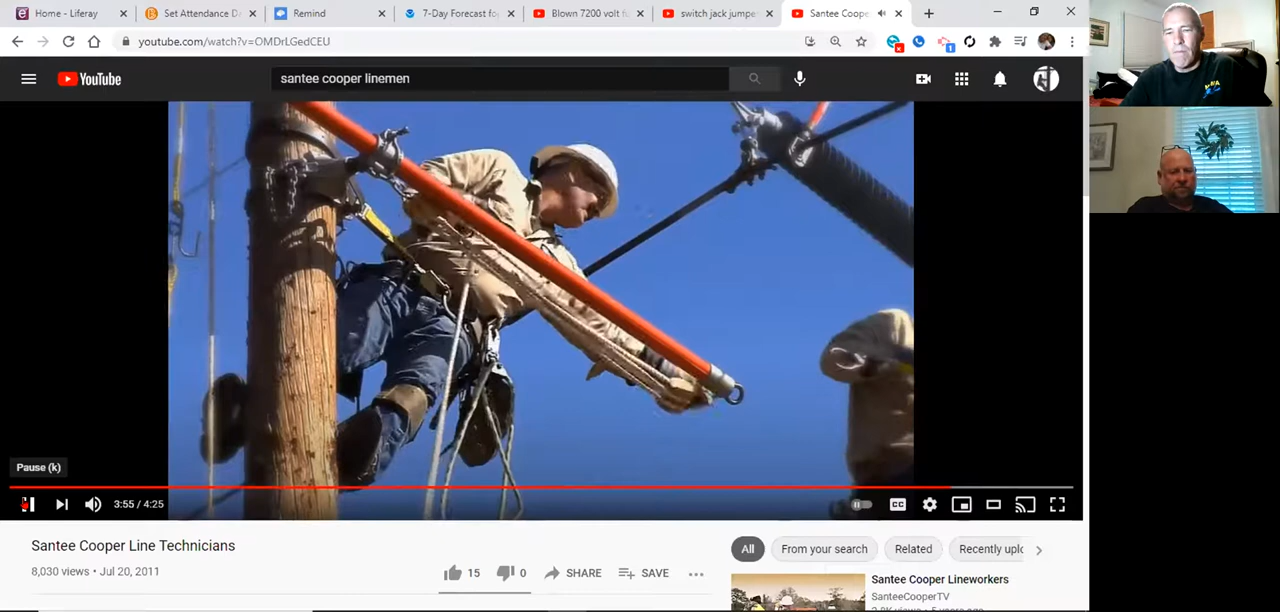 Home - Liferay
Set Attendance D
Remind
7-Day Forecast fo
Blown 7200 volt f
switch jack jumpe
Santee Coope
youtube.com/watch?v=OMDrLGedCEU
YouTube
santee cooper linemen
Pause (k)
3:55 / 4:25
CC
Santee Cooper Line Technicians
8,030 views • Jul 20, 2011
15
0
SHARE
SAVE
All
From your search
Related
Recently uplo
Santee Cooper Lineworkers
SanteeCooperTV